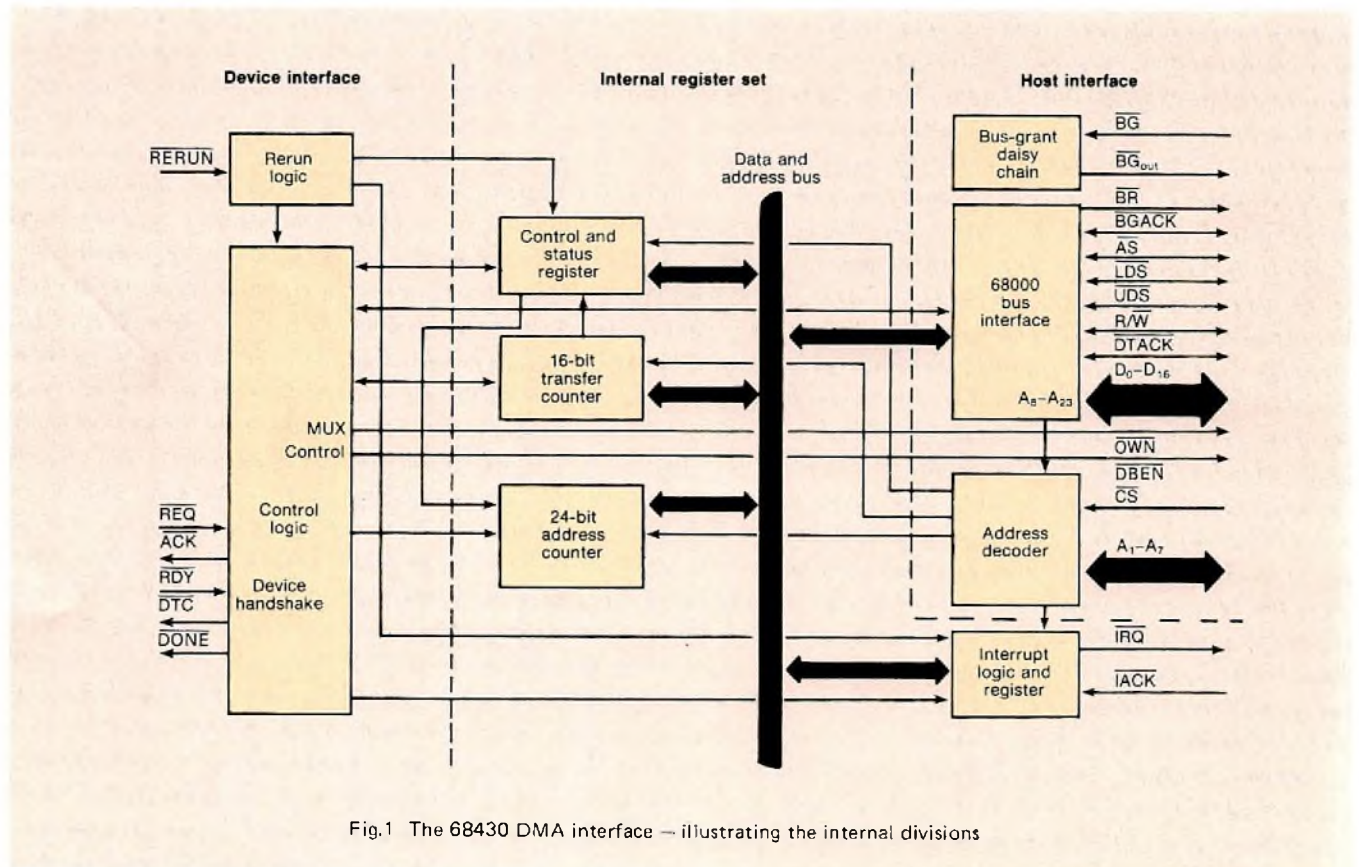 Device interface
Internal register set
Host interface
RERUN
Rerun
logic
Control and
status
register
16-bit
transfer
counter
24-bit
address
counter
MUX
Control
Control
logic
Device
handshake
REQ
ACK
RDY
DTC
DONE
Data and
address bus
Bus-grant
daisy
chain
BG
BGout
68000
bus
interface
BR
BGACK
AS
LDS
UDS
R/W
DTACK
D0–D16
A8–A23
OWN
DBEN
CS
Address
decoder
A1–A7
Interrupt
logic and
register
IRQ
IACK
Fig.1 The 68430 DMA interface — illustrating the internal divisions